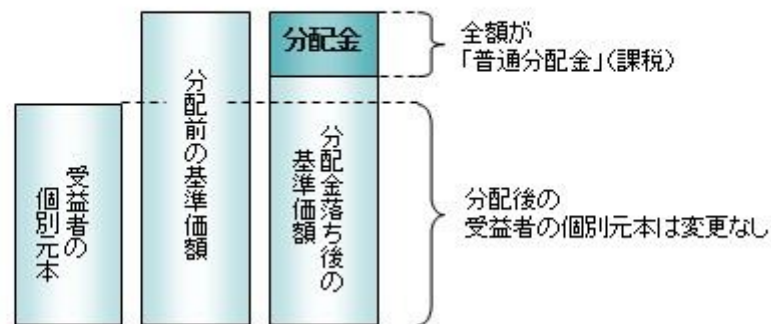 受益者の
個別元本
分配前の基準価額
分配金
分配金落ち後の
基準価額
全額が
「普通分配金」(課税)
分配後の
受益者の個別元本は変更なし